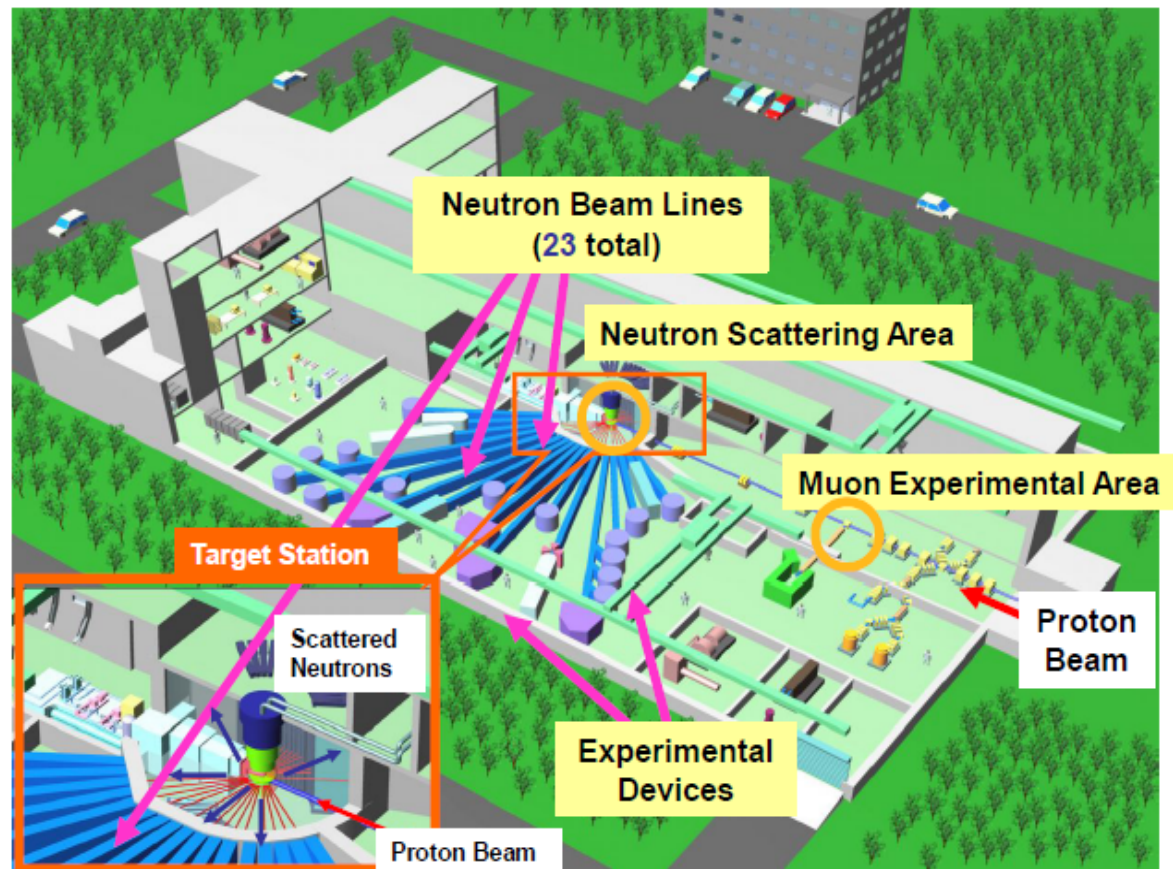 Neutron Beam Lines
(23 total)
Neutron Scattering Area
Muon Experimental Area
Target Station
Scattered
Neutrons
Proton
Beam
Experimental
Devices
Proton Beam